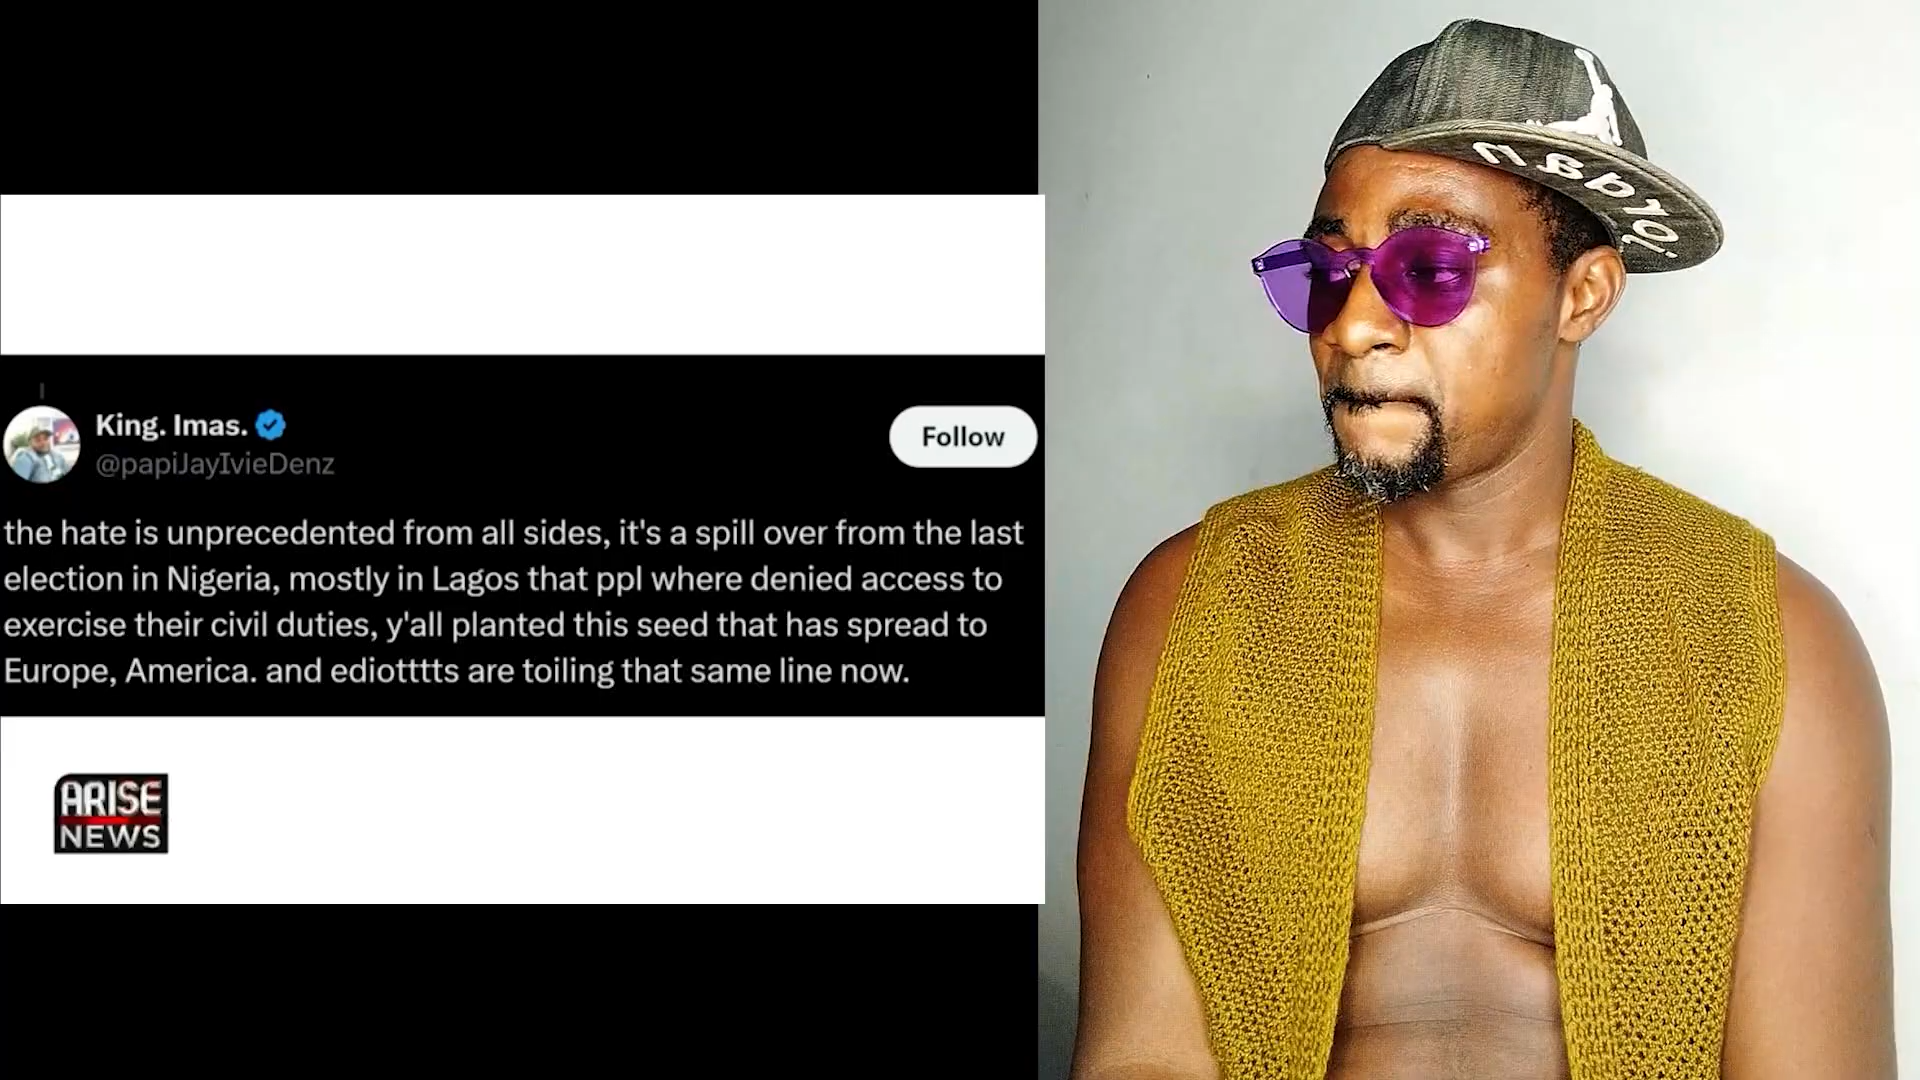 King. Imas.
@papiJayIvieDenz
Follow
the hate is unprecedented from all sides, it's a spill over from the last
election in Nigeria, mostly in Lagos that ppl where denied access to
exercise their civil duties, y'all planted this seed that has spread to
Europe, America. and ediotttts are toiling that same line now.
ARISE
NEWS